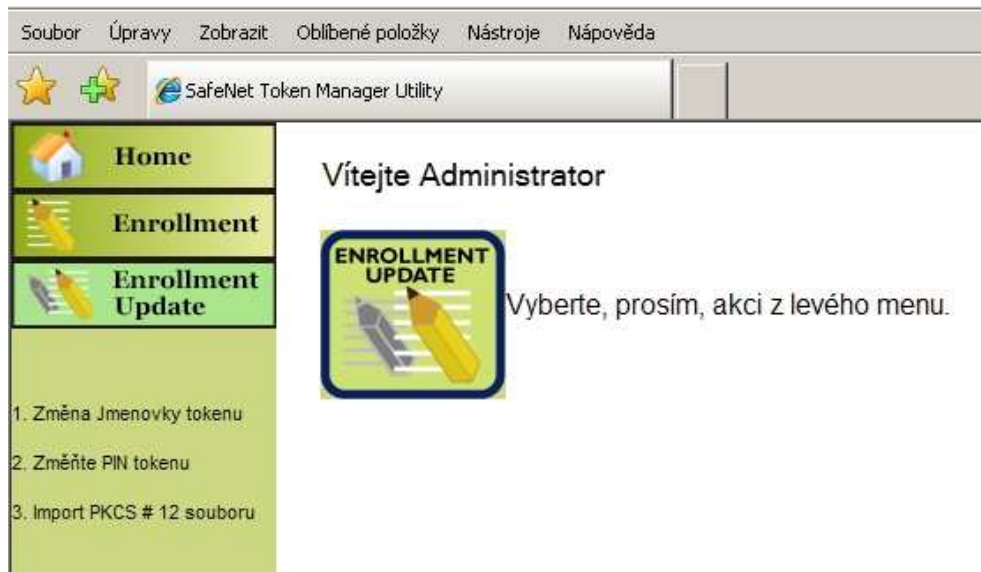 Soubor Úpravy Zobrazit Oblíbené položky Nástroje Nápověda
SafeNet Token Manager Utility
Home
Enrollment
Enrollment
Update
1. Změna Jmenovky tokenu
2. Změňte PIN tokenu
3. Import PKCS # 12 souboru
Vítejte Administrator
ENROLLMENT
UPDATE
Vyberte, prosím, akci z levého menu.